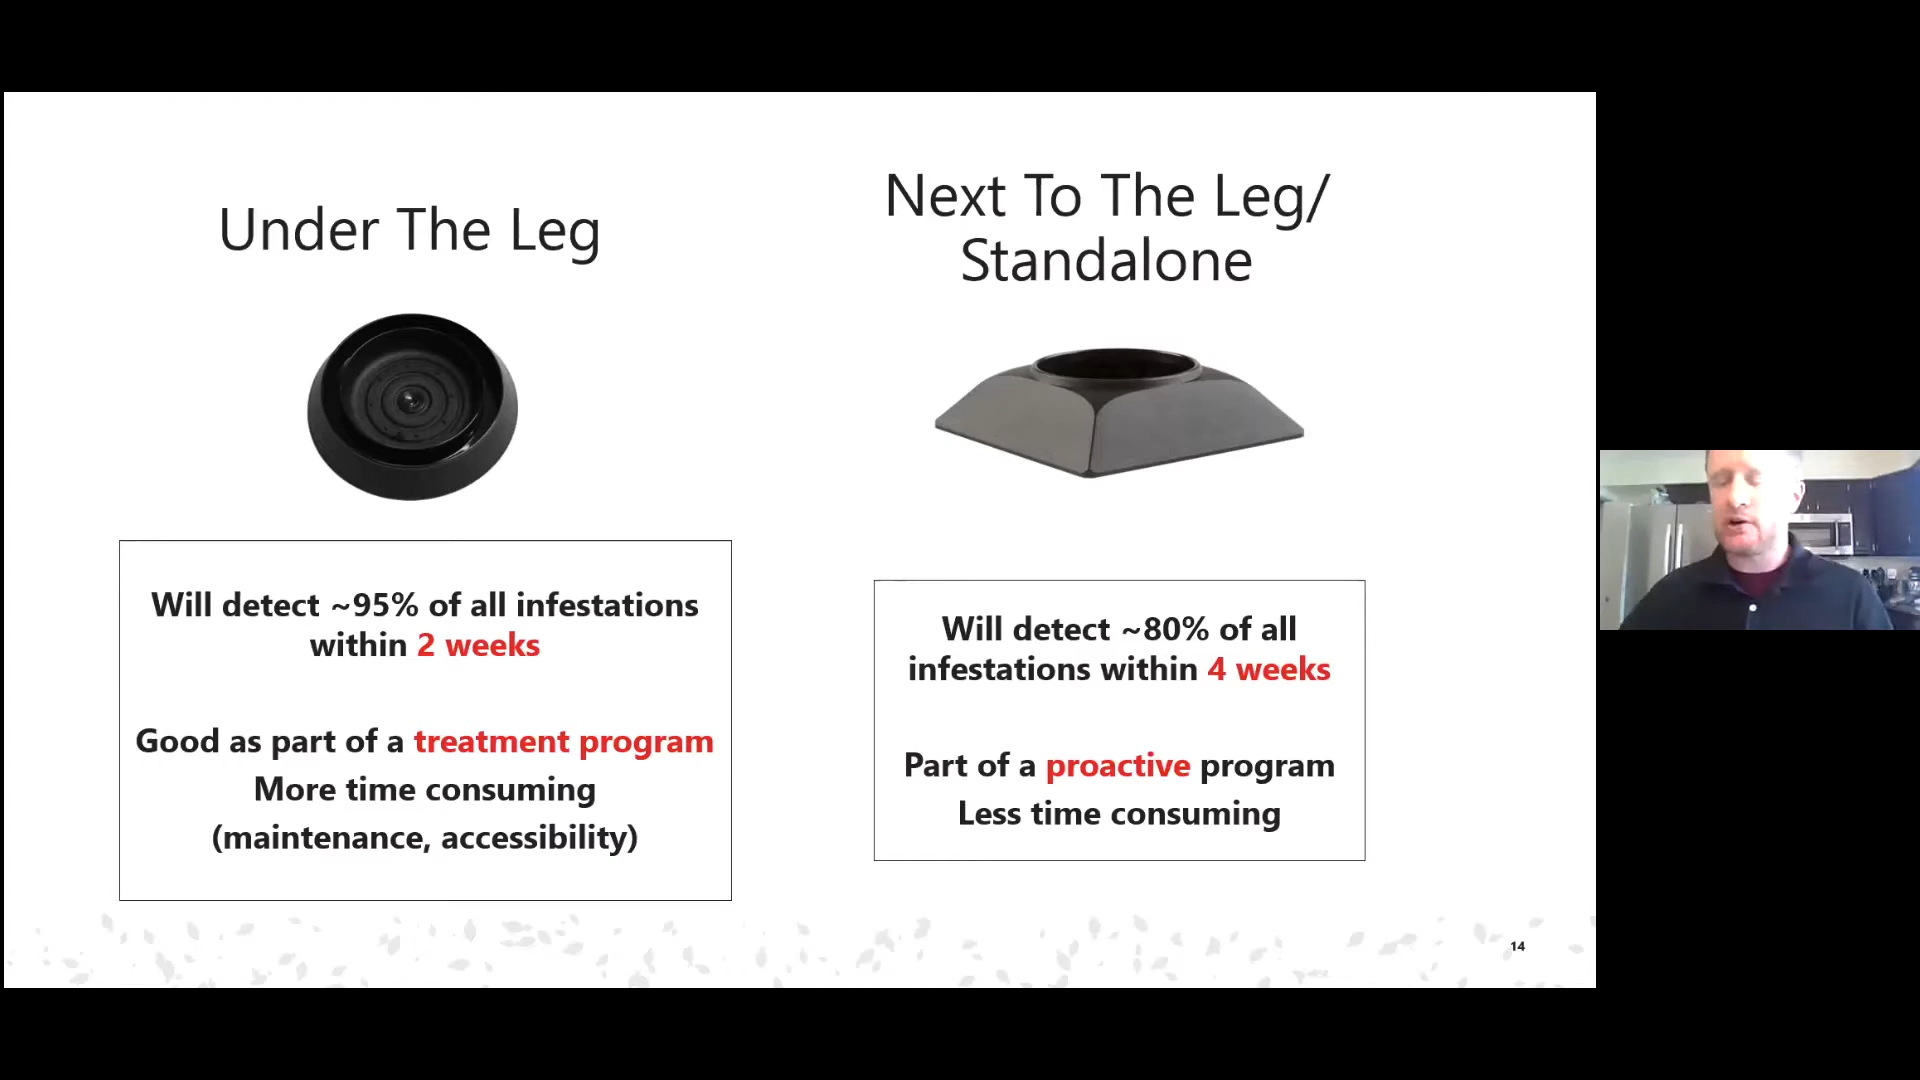 Under The Leg
Will detect ~95% of all infestations
within 2 weeks
Good as part of a treatment program
More time consuming
(maintenance, accessibility)
Next To The Leg/
Standalone
Will detect ~80% of all
infestations within 4 weeks
Part of a proactive program
Less time consuming
14